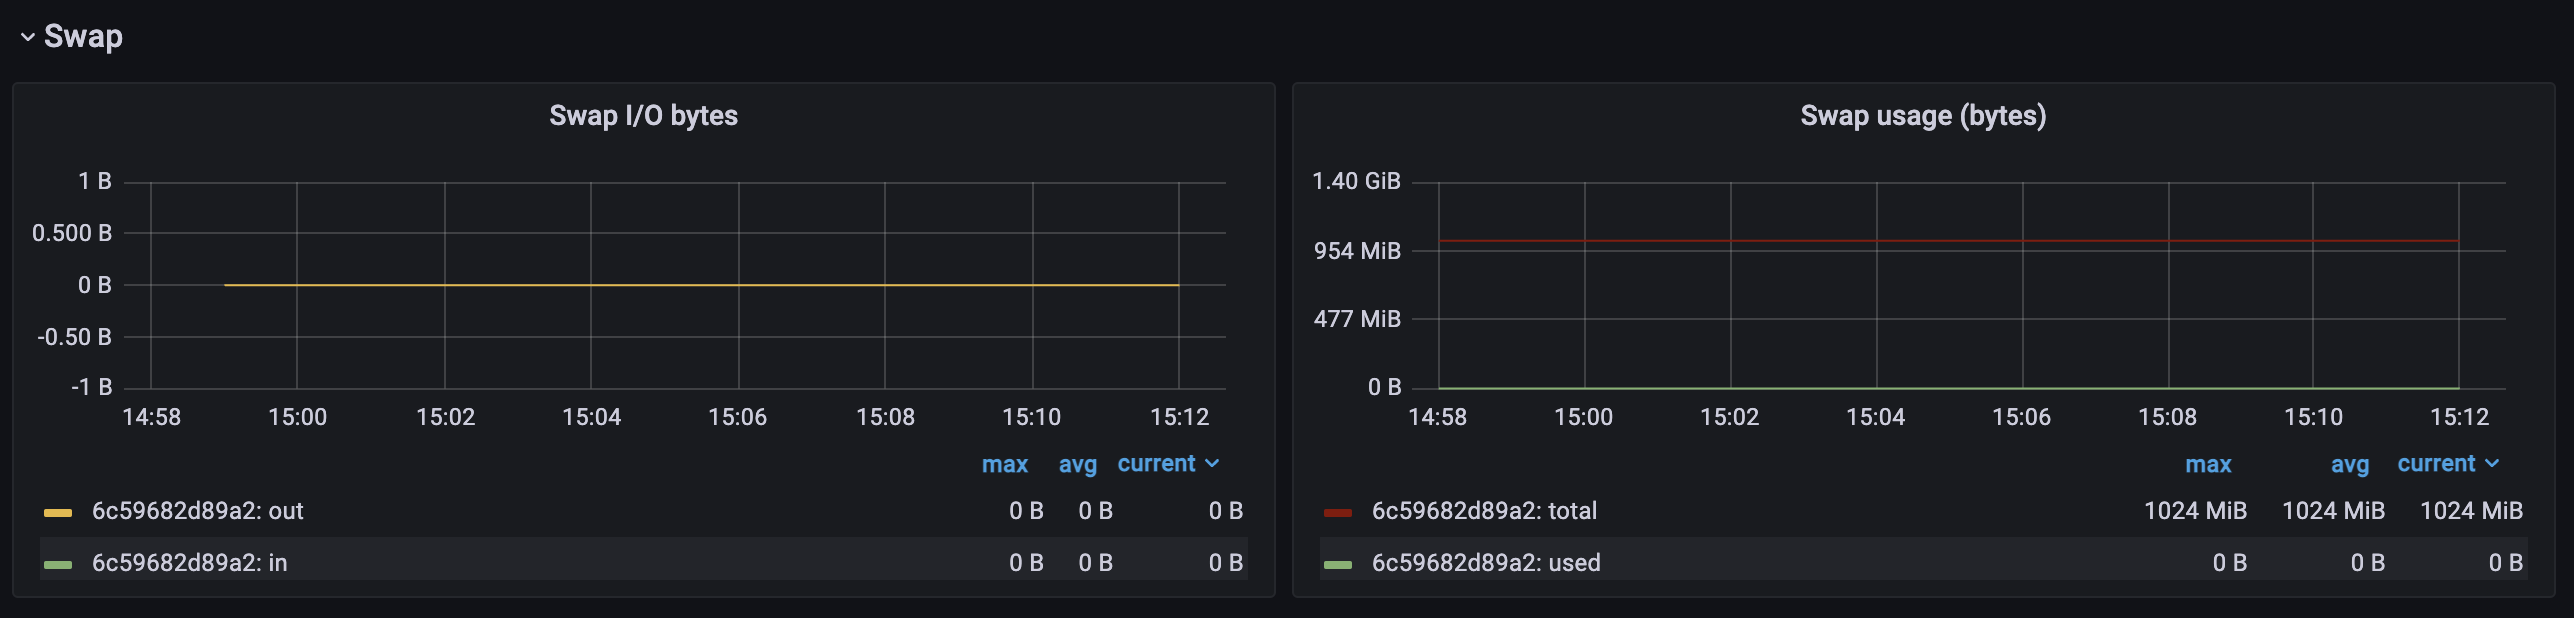 Swap
Swap I/O bytes
1 B
0.500 B
0 B
-0.50 B
-1 B
14:58 15:00 15:02 15:04 15:06 15:08 15:10 15:12
max avg current
6c59682d89a2: out 0 B 0 B 0 B
6c59682d89a2: in 0 B 0 B 0 B
Swap usage (bytes)
1.40 GiB
954 MiB
477 MiB
0 B
14:58 15:00 15:02 15:04 15:06 15:08 15:10 15:12
max avg current
6c59682d89a2: total 1024 MiB 1024 MiB 1024 MiB
6c59682d89a2: used 0 B 0 B 0 B